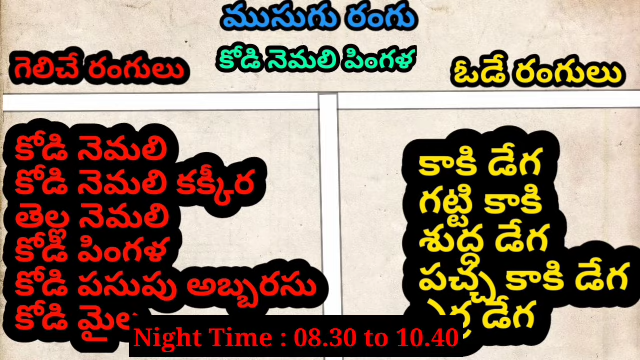 ముసుగు రంగు
కోడి నెమలి పింగళ
గెలిచే రంగులు
ఓడే రంగులు
కోడి నెమలి
కోడి నెమలి కక్కీర
తెల్ల నెమలి
కోడి పింగళ
కోడి పసుపు అబ్బరసు
కోడి
కాకి డేగ
గట్టి కాకి
శుద్ధ డేగ
పచ్చ కాకి డేగ
డేగ
Night Time : 08.30 to 10.40